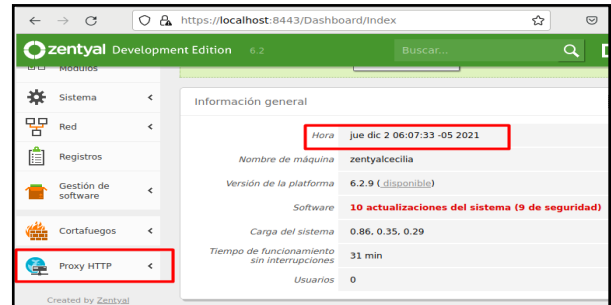 https://localhost:8443/Dashboard/Index
zentyal Development Edition 6.2 Buscar...
Módulos
Sistema
Red
Registros
Gestión de software
Cortafuegos
Proxy HTTP
Created by Zentyal
Información general
Hora jue dic 2 06:07:33 -05 2021
Nombre de máquina zentyalcecilia
Versión de la plataforma 6.2.9 ( disponible)
Software 10 actualizaciones del sistema (9 de seguridad)
Carga del sistema 0.86, 0.35, 0.29
Tiempo de funcionamiento sin interrupciones 31 min
Usuarios 0